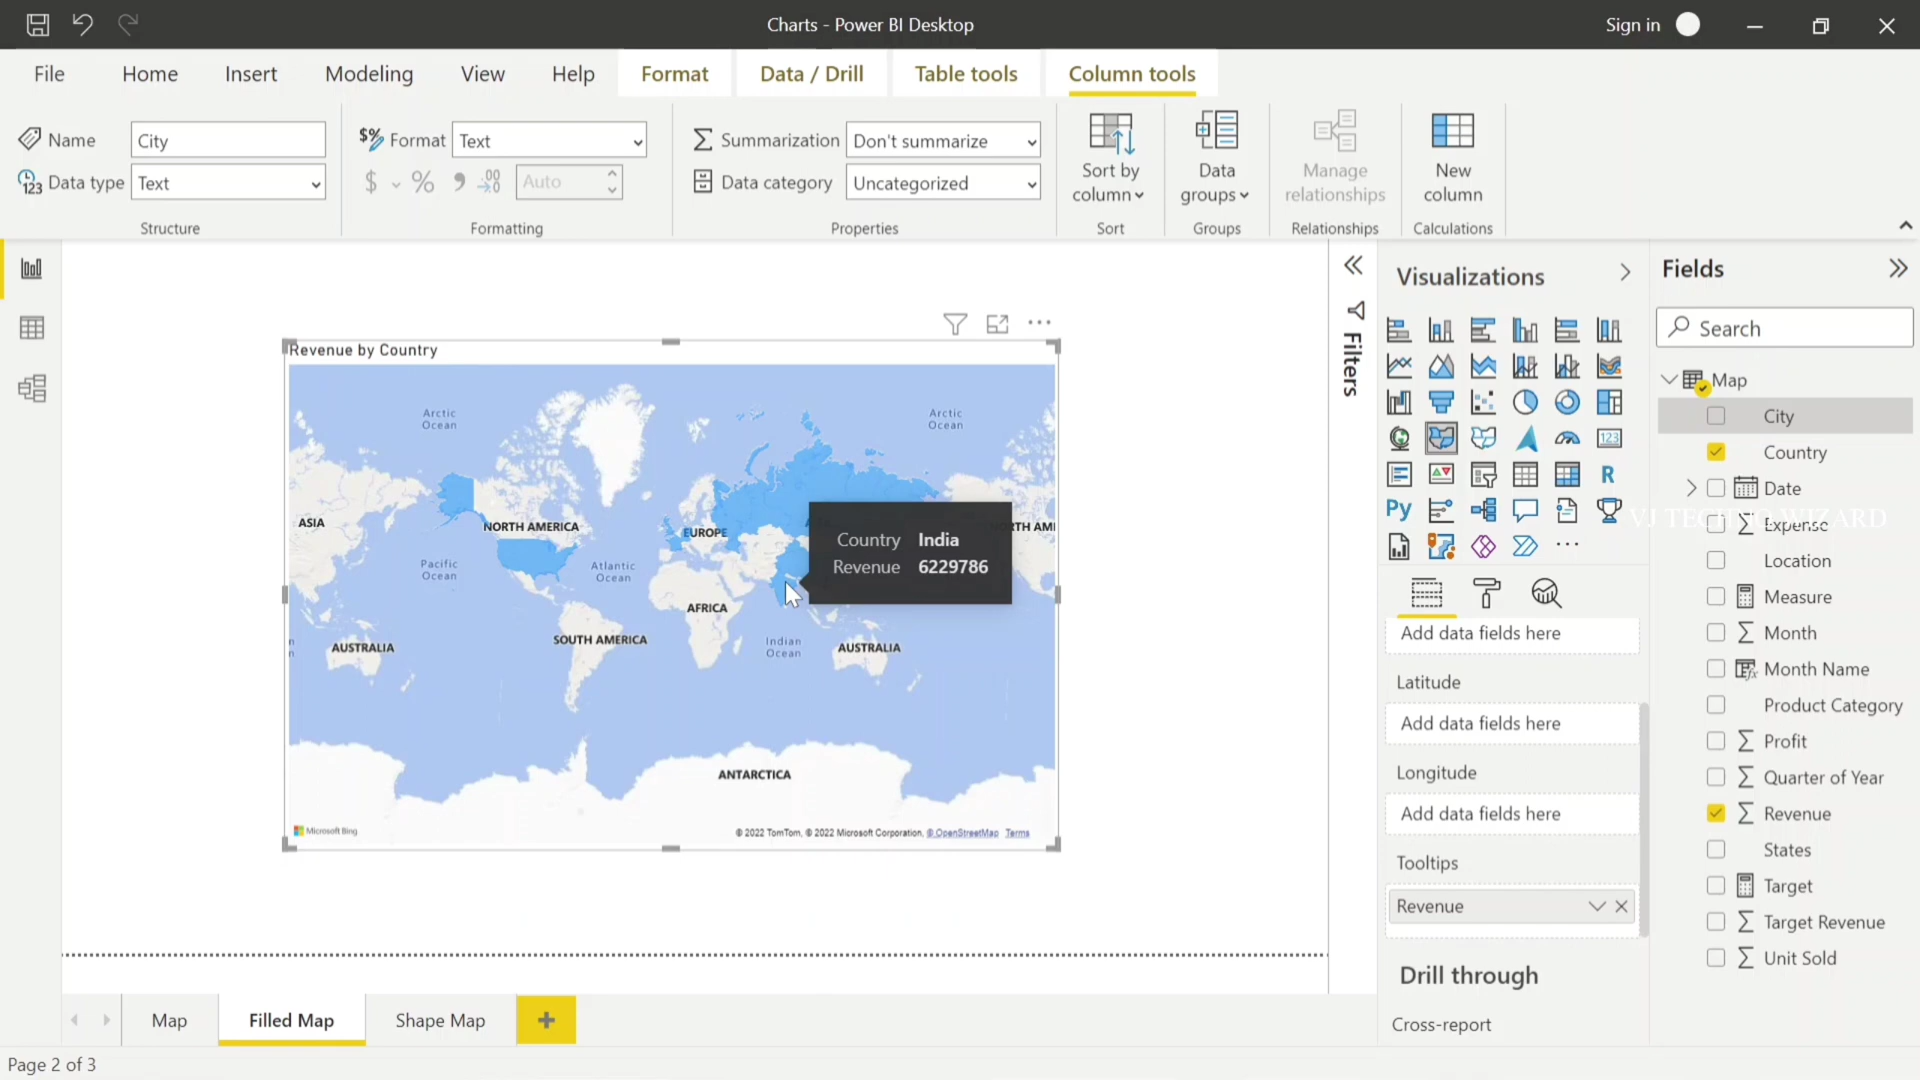 Charts - Power BI Desktop
Sign in
File
Home
Insert
Modeling
View
Help
Format
Data / Drill
Table tools
Column tools
Name
City
Data type
Text
Structure
$% Format
Text
$
%
Auto
Formatting
Summarization
Don't summarize
Data category
Uncategorized
Properties
Sort by
column
Sort
Data
groups
Groups
Manage
relationships
Relationships
New
column
Calculations
Revenue by Country
Arctic
Ocean
Arctic
Ocean
ASIA
NORTH AMERICA
EUROPE
Pacific
Ocean
Atlantic
Ocean
AFRICA
SOUTH AMERICA
AUSTRALIA
Indian
Ocean
AUSTRALIA
ANTARCTICA
Country India
Revenue 6229786
Microsoft Bing
© 2022 TomTom, © 2022 Microsoft Corporation, © OpenStreetMap Terms
Filters
Visualizations
123
R
Py
Add data fields here
Latitude
Add data fields here
Longitude
Add data fields here
Tooltips
Revenue
Drill through
Cross-report
Fields
Search
Map
City
Country
Date
Expense
VJ TECHNO WIZARD
Location
Measure
Month
Month Name
Product Category
Profit
Quarter of Year
Revenue
States
Target
Target Revenue
Unit Sold
Map
Filled Map
Shape Map
Page 2 of 3